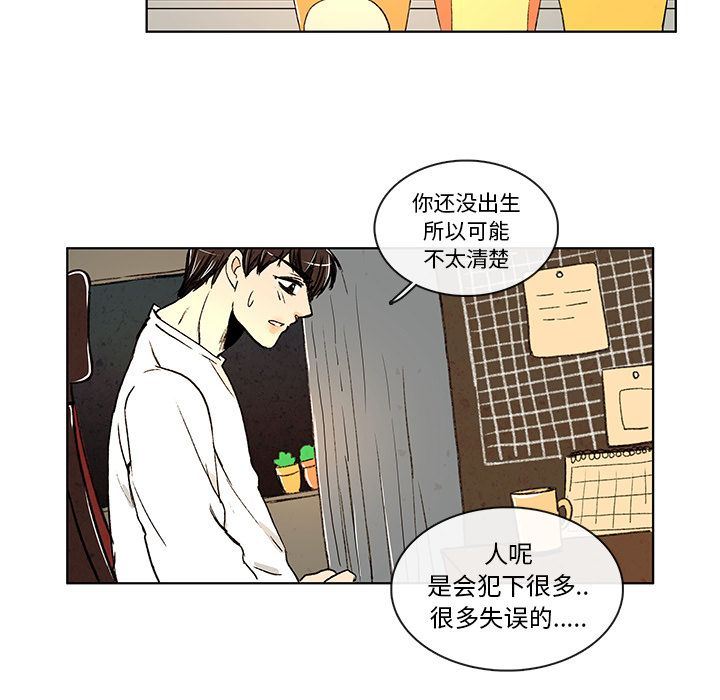 你还没出生
所以可能
不太清楚
人呢
是会犯下很多..
很多失误的.....